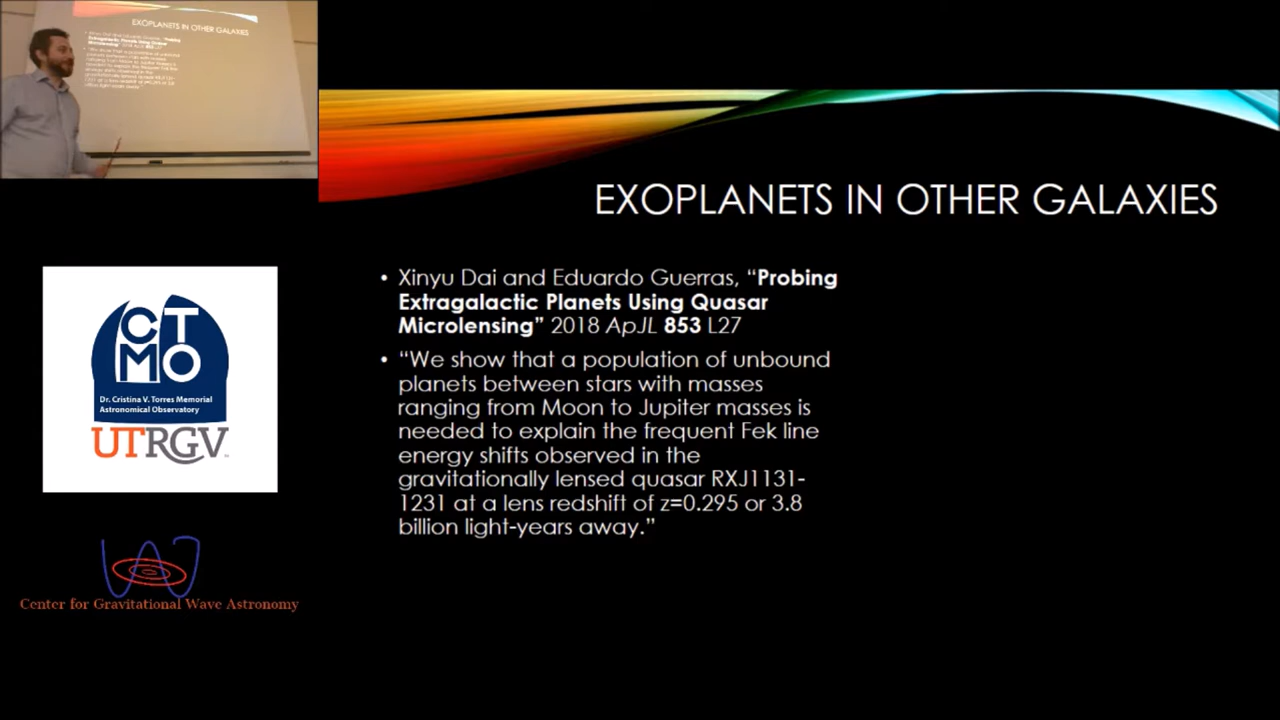 EXOPLANETS IN OTHER GALAXIES
EXOPLANETS IN OTHER GALAXIES
• Xinyu Dai and Eduardo Guerras, “Probing
Extragalactic Planets Using Quasar
Microlensing” 2018 ApJL 853 L27
• “We show that a population of unbound
planets between stars with masses
ranging from Moon to Jupiter masses is
needed to explain the frequent Fek line
energy shifts observed in the
gravitationally lensed quasar RXJ1131-
1231 at a lens redshift of z=0.295 or 3.8
billion light-years away.”
CT
MO
Dr. Cristina V. Torres Memorial
Astronomical Observatory
UTRGV
Center for Gravitational Wave Astronomy